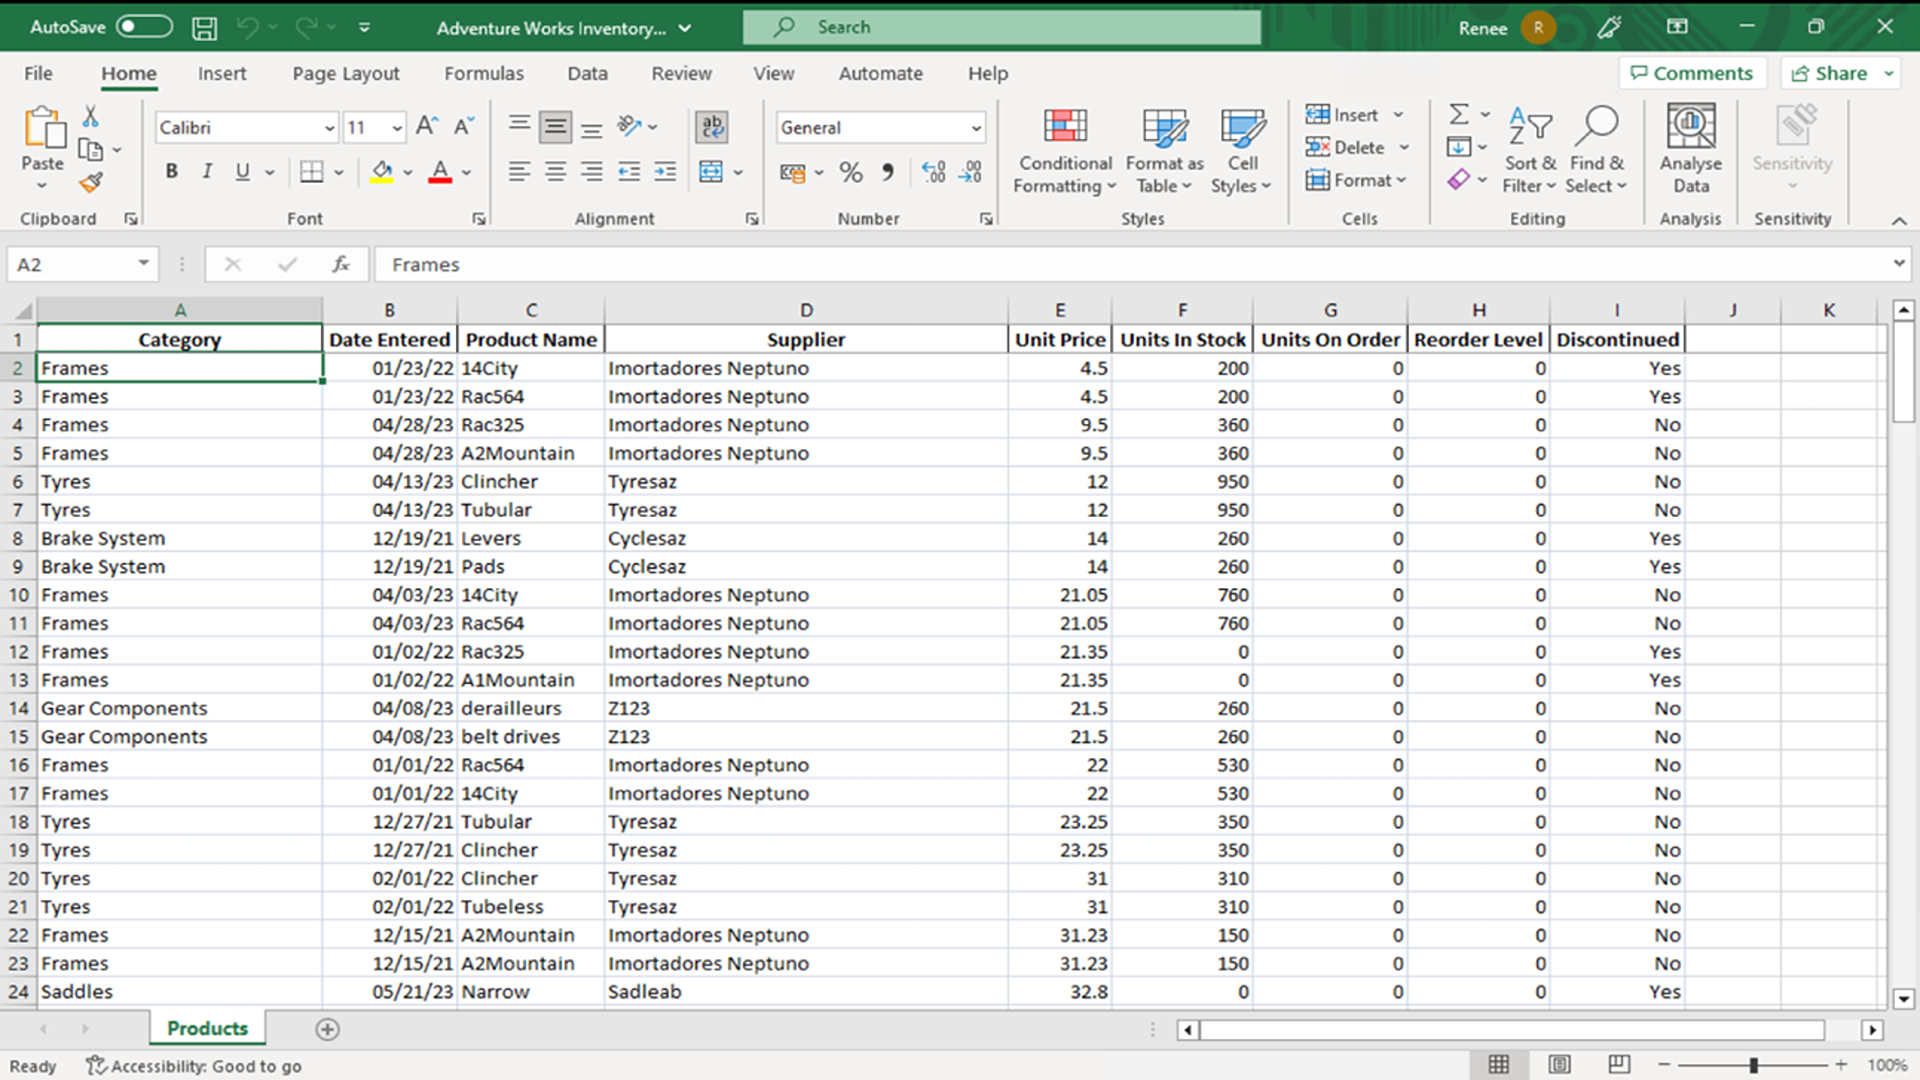 AutoSave Adventure Works Inventory... Search Renee R
File Home Insert Page Layout Formulas Data Review View Automate Help Comments Share
Paste Calibri 11 General Conditional Formatting Format as Table Cell Styles Insert Delete Format Sort & Filter Find & Select Analyse Data Sensitivity
Clipboard Font Alignment Number Styles Cells Editing Analysis Sensitivity
A2 fx Frames
A B C D E F G H I J K
1 Category Date Entered Product Name Supplier Unit Price Units In Stock Units On Order Reorder Level Discontinued
2 Frames 01/23/22 14City Imortadores Neptuno 4.5 200 0 0 Yes
3 Frames 01/23/22 Rac564 Imortadores Neptuno 4.5 200 0 0 Yes
4 Frames 04/28/23 Rac325 Imortadores Neptuno 9.5 360 0 0 No
5 Frames 04/28/23 A2Mountain Imortadores Neptuno 9.5 360 0 0 No
6 Tyres 04/13/23 Clincher Tyresaz 12 950 0 0 No
7 Tyres 04/13/23 Tubular Tyresaz 12 950 0 0 No
8 Brake System 12/19/21 Levers Cyclesaz 14 260 0 0 Yes
9 Brake System 12/19/21 Pads Cyclesaz 14 260 0 0 Yes
10 Frames 04/03/23 14City Imortadores Neptuno 21.05 760 0 0 No
11 Frames 04/03/23 Rac564 Imortadores Neptuno 21.05 760 0 0 No
12 Frames 01/02/22 Rac325 Imortadores Neptuno 21.35 0 0 0 Yes
13 Frames 01/02/22 A1Mountain Imortadores Neptuno 21.35 0 0 0 Yes
14 Gear Components 04/08/23 derailleurs Z123 21.5 260 0 0 No
15 Gear Components 04/08/23 belt drives Z123 21.5 260 0 0 No
16 Frames 01/01/22 Rac564 Imortadores Neptuno 22 530 0 0 No
17 Frames 01/01/22 14City Imortadores Neptuno 22 530 0 0 No
18 Tyres 12/27/21 Tubular Tyresaz 23.25 350 0 0 No
19 Tyres 12/27/21 Clincher Tyresaz 23.25 350 0 0 No
20 Tyres 02/01/22 Clincher Tyresaz 31 310 0 0 No
21 Tyres 02/01/22 Tubeless Tyresaz 31 310 0 0 No
22 Frames 12/15/21 A2Mountain Imortadores Neptuno 31.23 150 0 0 No
23 Frames 12/15/21 A2Mountain Imortadores Neptuno 31.23 150 0 0 No
24 Saddles 05/21/23 Narrow Sadleab 32.8 0 0 0 Yes
Products
Ready Accessibility: Good to go 100%